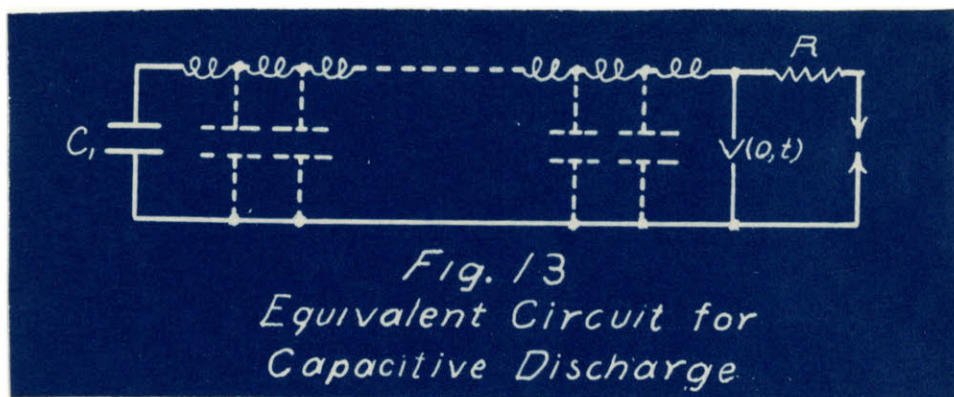 R
C₁
V(0,t)
Fig. 13
Equivalent Circuit for
Capacitive Discharge